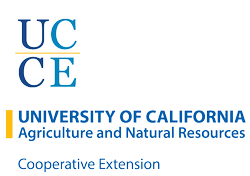 UC
CE
UNIVERSITY OF CALIFORNIA
Agriculture and Natural Resources
Cooperative Extension